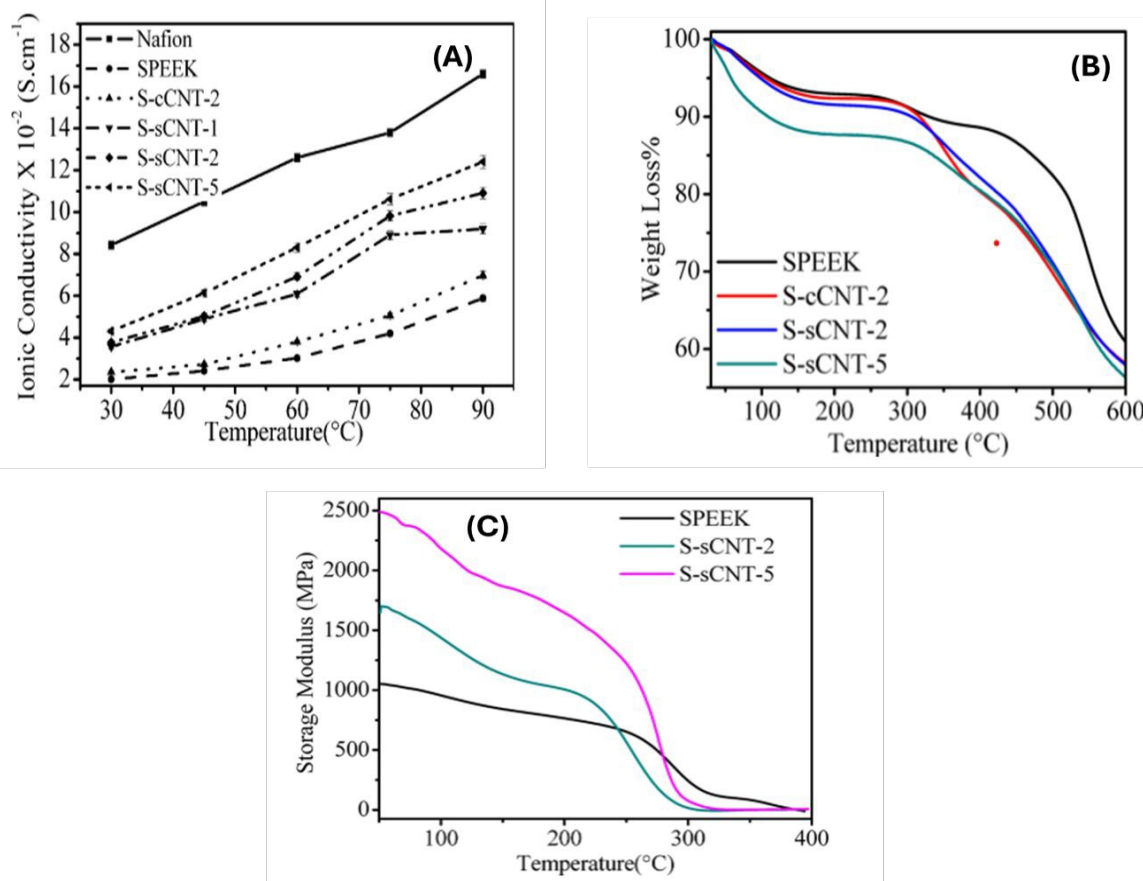 (A)
Ionic Conductivity X 10⁻² (S.cm⁻¹)
18
16
14
12
10
8
6
4
2
Nafion
SPEEK
S-cCNT-2
S-sCNT-1
S-sCNT-2
S-sCNT-5
30 40 50 60 70 80 90
Temperature(°C)
(B)
Weight Loss%
100
90
80
70
60
SPEEK
S-cCNT-2
S-sCNT-2
S-sCNT-5
100 200 300 400 500 600
Temperature (°C)
(C)
Storage Modulus (MPa)
2500
2000
1500
1000
500
0
SPEEK
S-sCNT-2
S-sCNT-5
100 200 300 400
Temperature(°C)